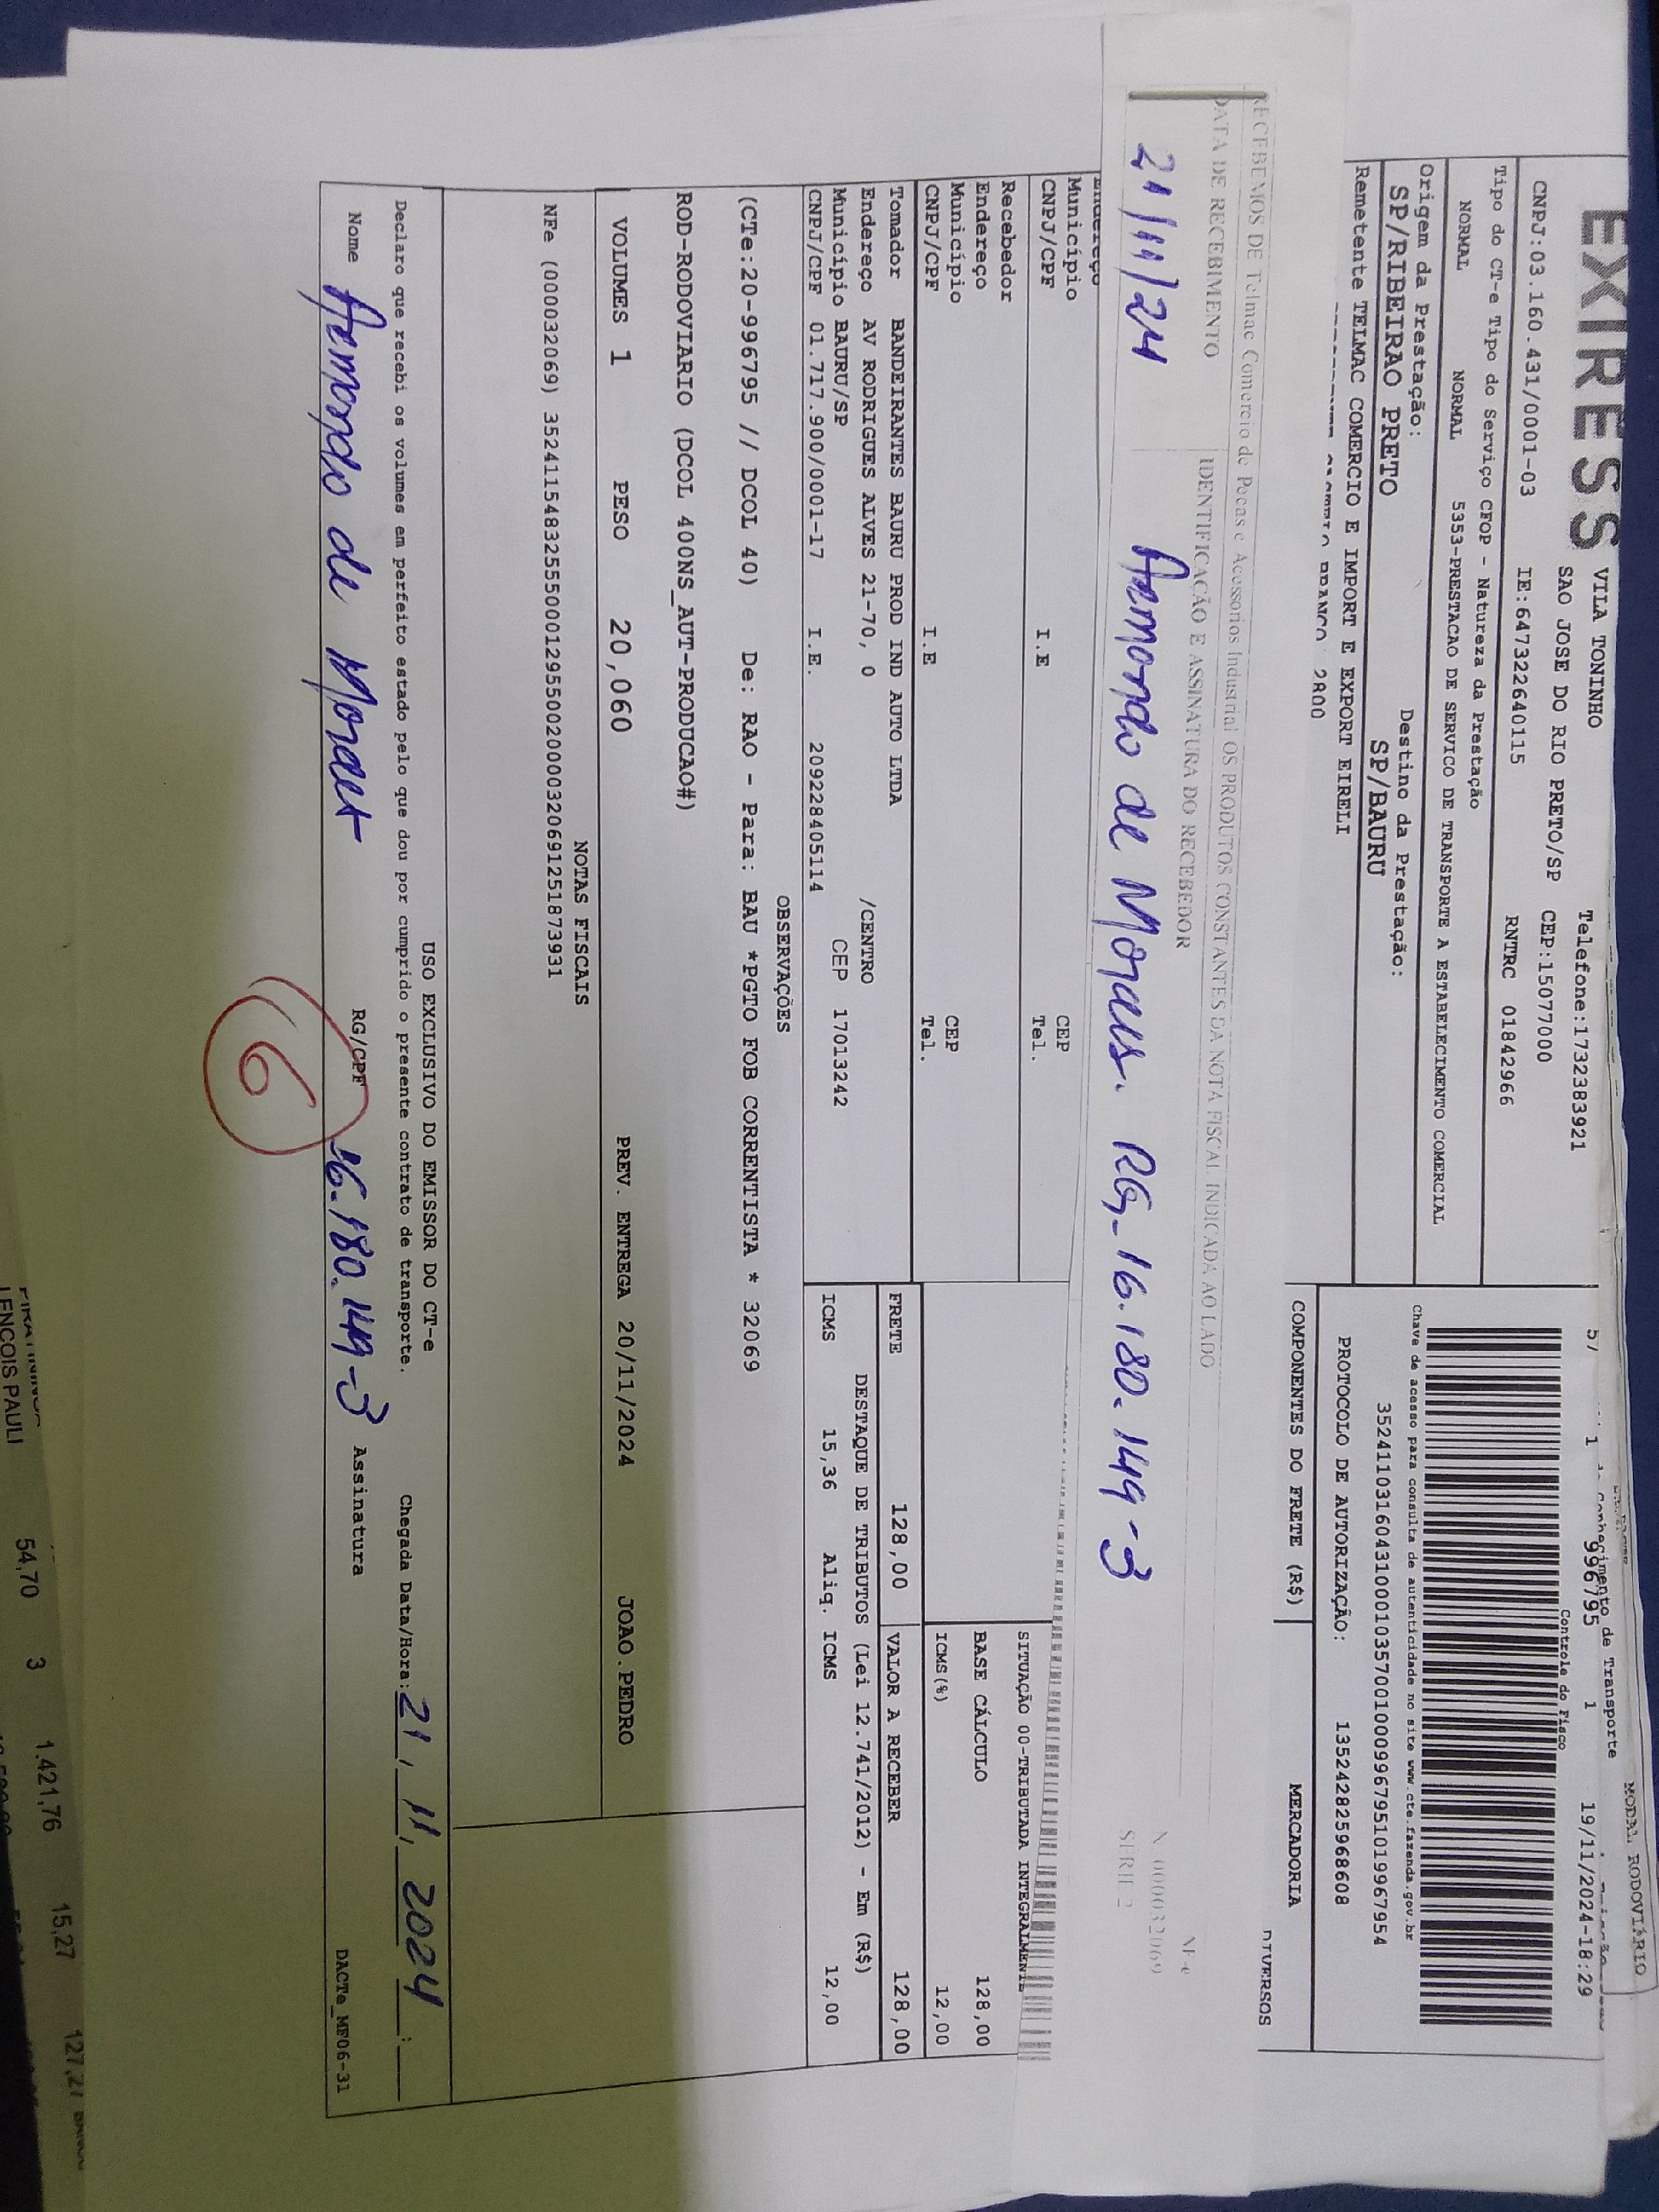 EXPRESS
VILA TONINHO
Telefone:1732383921
SAO JOSE DO RIO PRETO/SP CEP:15077000
CNPJ:03.160.431/0001-03 IE:647322640115 RNTRC 01842966
Tipo do CT-e Tipo do Serviço CFOP - Natureza da Prestação
NORMAL NORMAL 5353-PRESTACAO DE SERVICO DE TRANSPORTE A ESTABELECIMENTO COMERCIAL
Origem da Prestação: Destino da Prestação:
SP/RIBEIRAO PRETO SP/BAURU
Remetente TELMAC COMERCIO E IMPORT E EXPORT EIRELI
2800
MODAL RODOVIÁRIO
Conhecimento de Transporte
57 1 996795 1 19/11/2024-18:29
Controle do Fisco
Chave de acesso para consulta de autenticidade no site www.cte.fazenda.gov.br
35241103160431000103570010009967951019967954
PROTOCOLO DE AUTORIZAÇÃO: 135242825968608
COMPONENTES DO FRETE (R$) MERCADORIA
DIVERSOS
RECEBEMOS DE Telmac Comercio de Pecas e Acessorios Industrial OS PRODUTOS CONSTANTES DA NOTA FISCAL INDICADA AO LADO
DATA DE RECEBIMENTO IDENTIFICAÇÃO E ASSINATURA DO RECEBEDOR
NF-e
N. 000032069
SÉRIE 2
21/11/24 Armando de Moraes. RG- 16.180.149-3
Endereço
Município CEP
CNPJ/CPF I.E Tel.
Recebedor
Endereço
Município CEP
CNPJ/CPF I.E Tel.
SITUAÇÃO 00-TRIBUTADA INTEGRALMENTE
BASE CÁLCULO 128,00
ICMS(%) 12,00
Tomador BANDEIRANTES BAURU PROD IND AUTO LTDA
Endereço AV RODRIGUES ALVES 21-70, 0 /CENTRO
Município BAURU/SP CEP 17013242
CNPJ/CPF 01.717.900/0001-17 I.E. 209228405114
FRETE 128,00 VALOR A RECEBER 128,00
DESTAQUE DE TRIBUTOS (Lei 12.741/2012) - Em (R$)
ICMS 15,36 Aliq. ICMS 12,00
OBSERVAÇÕES
(CTe:20-996795 // DCOL 40) De: RAO - Para: BAU *PGTO FOB CORRENTISTA * 32069
ROD-RODOVIARIO (DCOL 400NS_AUT-PRODUCAO#)
VOLUMES 1 PESO 20,060 PREV. ENTREGA 20/11/2024 JOAO.PEDRO
NOTAS FISCAIS
NFe (000032069) 35241154832555000129550020000320691251873931
USO EXCLUSIVO DO EMISSOR DO CT-e
Declaro que recebi os volumes em perfeito estado pelo que dou por cumprido o presente contrato de transporte. Chegada Data/Hora: 21, 11, 2024 :
Nome Armando de Moraes RG/CPF 16.180.149-3 Assinatura
DACTe_MF06-31
6
LENCOIS PAULI
54,70 3 1.421,76 15,27 127,27